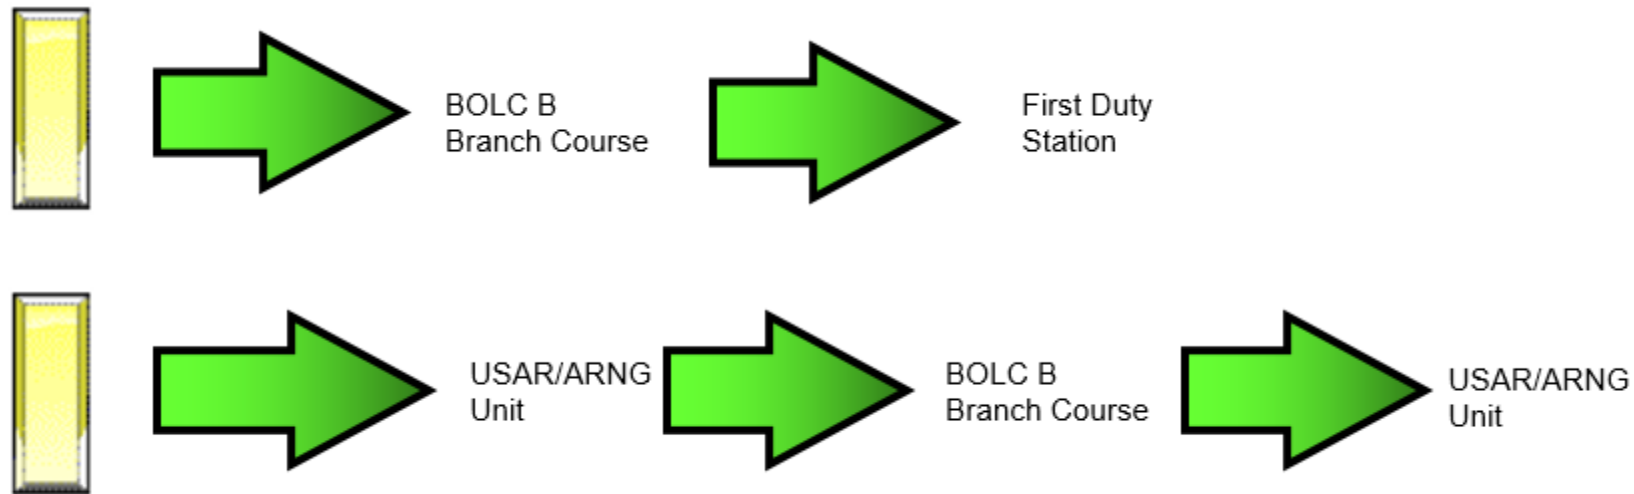 BOLC B
Branch Course
First Duty
Station
USAR/ARNG
Unit
BOLC B
Branch Course
USAR/ARNG
Unit